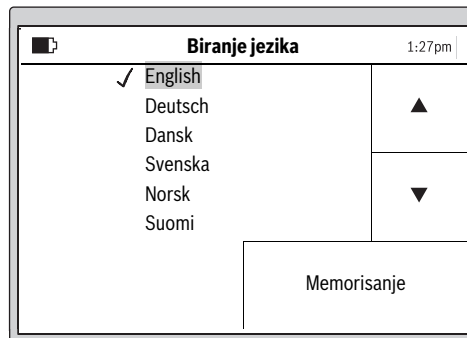 Biranje jezika 1:27pm
English
Deutsch
Dansk
Svenska
Norsk
Suomi
Memorisanje